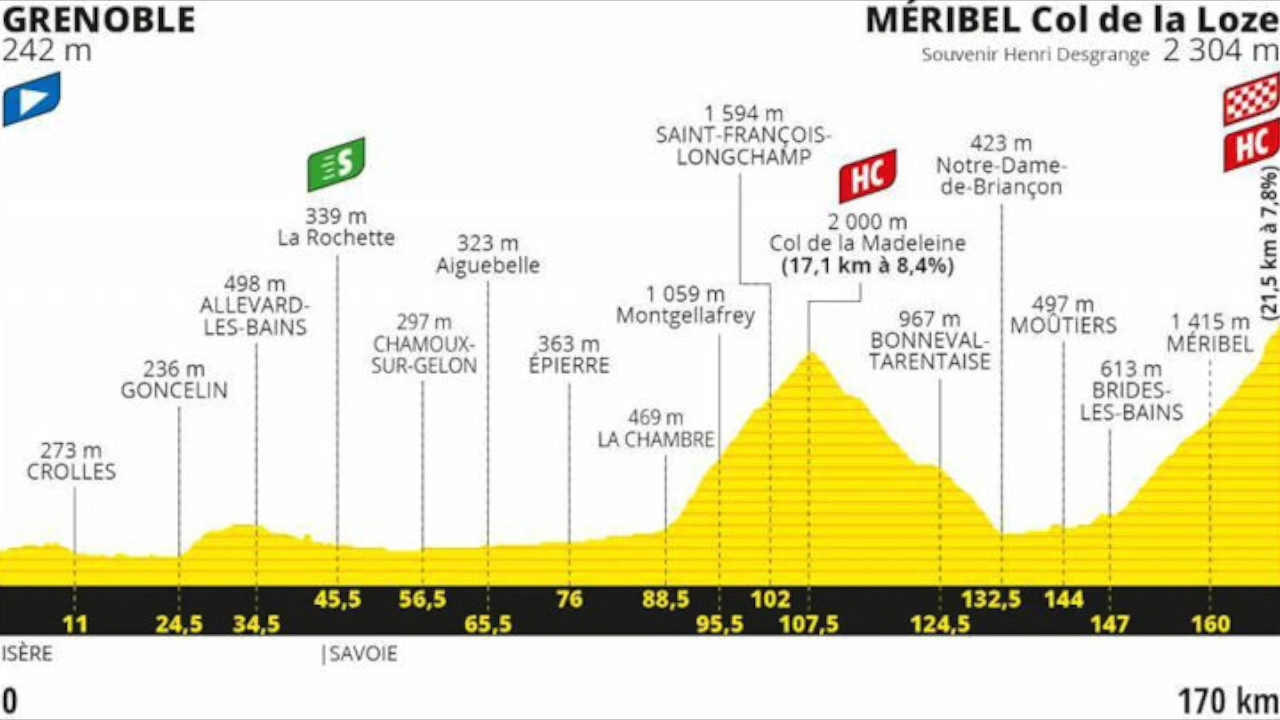 GRENOBLE
242 m
MÉRIBEL Col de la Loze
Souvenir Henri Desgrange 2 304 m
HC
(21,5 km à 7,8%)
273 m
CROLLES
236 m
GONCELIN
498 m
ALLEVARD-
LES-BAINS
S
339 m
La Rochette
297 m
CHAMOUX-
SUR-GELON
323 m
Aiguebelle
363 m
ÉPIERRE
469 m
LA CHAMBRE
1 059 m
Montgellafrey
1 594 m
SAINT-FRANÇOIS-
LONGCHAMP
HC
2 000 m
Col de la Madeleine
(17,1 km à 8,4%)
967 m
BONNEVAL-
TARENTAISE
423 m
Notre-Dame-
de-Briançon
497 m
MOÛTIERS
613 m
BRIDES-
LES-BAINS
1 415 m
MÉRIBEL
45,5 56,5 76 88,5 102 132,5 144
11 24,5 34,5 65,5 95,5 107,5 124,5 147 160
ISÈRE |SAVOIE
0 170 km